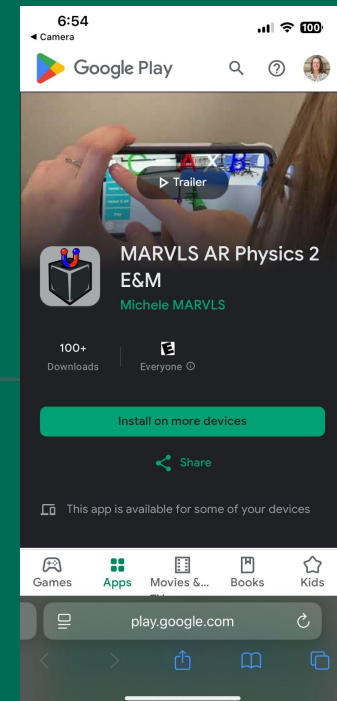 6:54
100
◀ Camera
Google Play
C A X B
Trailer
MARVLS AR Physics 2
E&M
Michele MARVLS
100+
Downloads
E
Everyone
Install on more devices
Share
This app is available for some of your devices
Games
Apps
Movies &...
Books
Kids
play.google.com